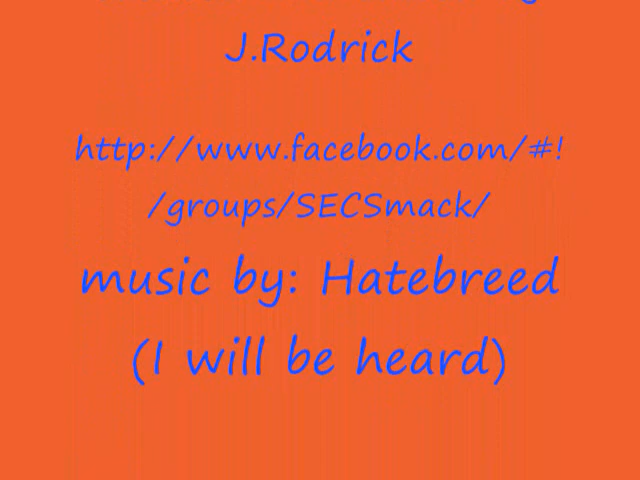 J.Rodrick
http://www.facebook.com/#!
/groups/SECSmack/
music by: Hatebreed
(I will be heard)